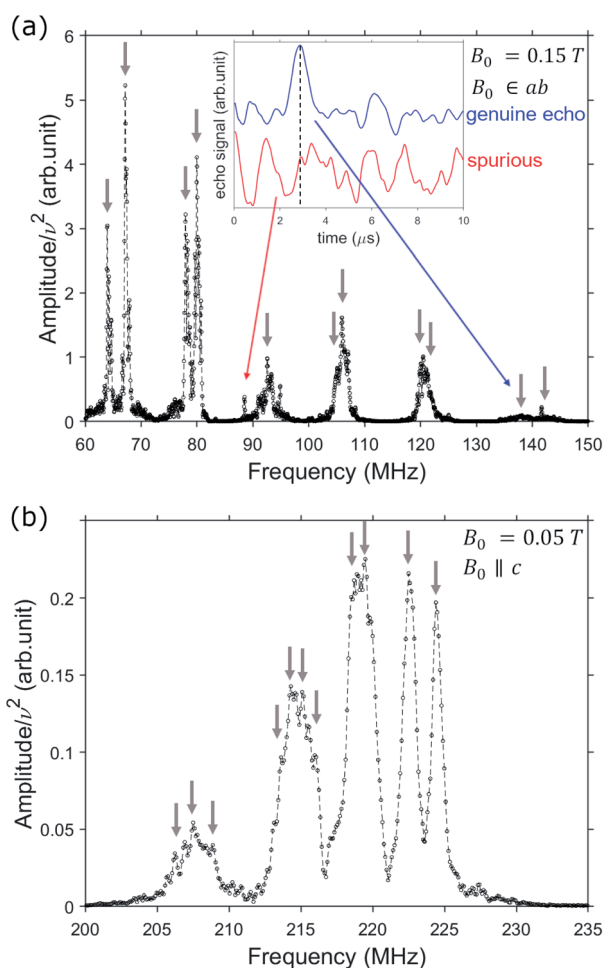 (a)
Amplitude/ν² (arb.unit)
6
5
4
3
2
1
0
echo signal (arb.unit)
0 2 4 6 8 10
time (μs)
B₀ = 0.15 T
B₀ ∈ ab
genuine echo
spurious
60 70 80 90 100 110 120 130 140 150
Frequency (MHz)
(b)
Amplitude/ν² (arb.unit)
0.2
0.15
0.1
0.05
0
B₀ = 0.05 T
B₀ ∥ c
200 205 210 215 220 225 230 235
Frequency (MHz)